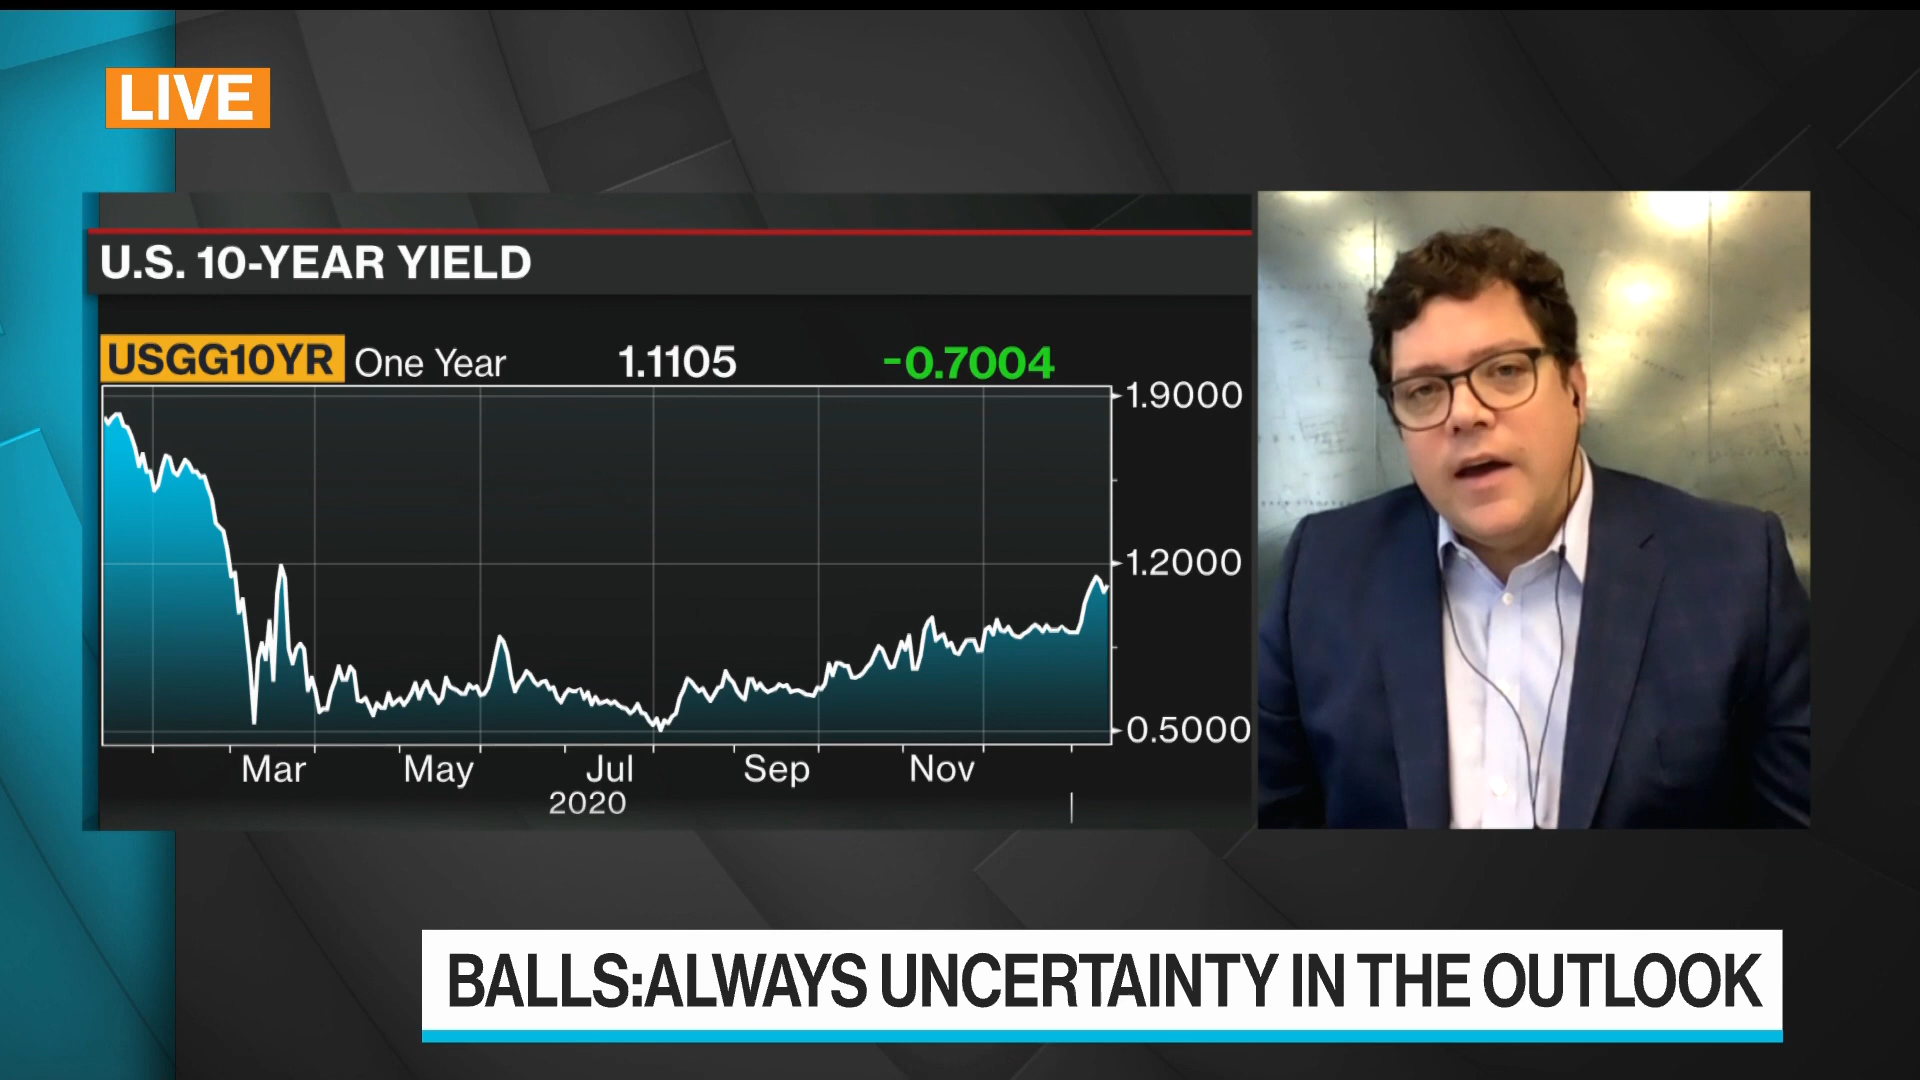 LIVE
U.S. 10-YEAR YIELD
USGG10YR One Year 1.1105 -0.7004
1.9000
1.2000
0.5000
Mar May Jul Sep Nov
2020
BALLS:ALWAYS UNCERTAINTY IN THE OUTLOOK